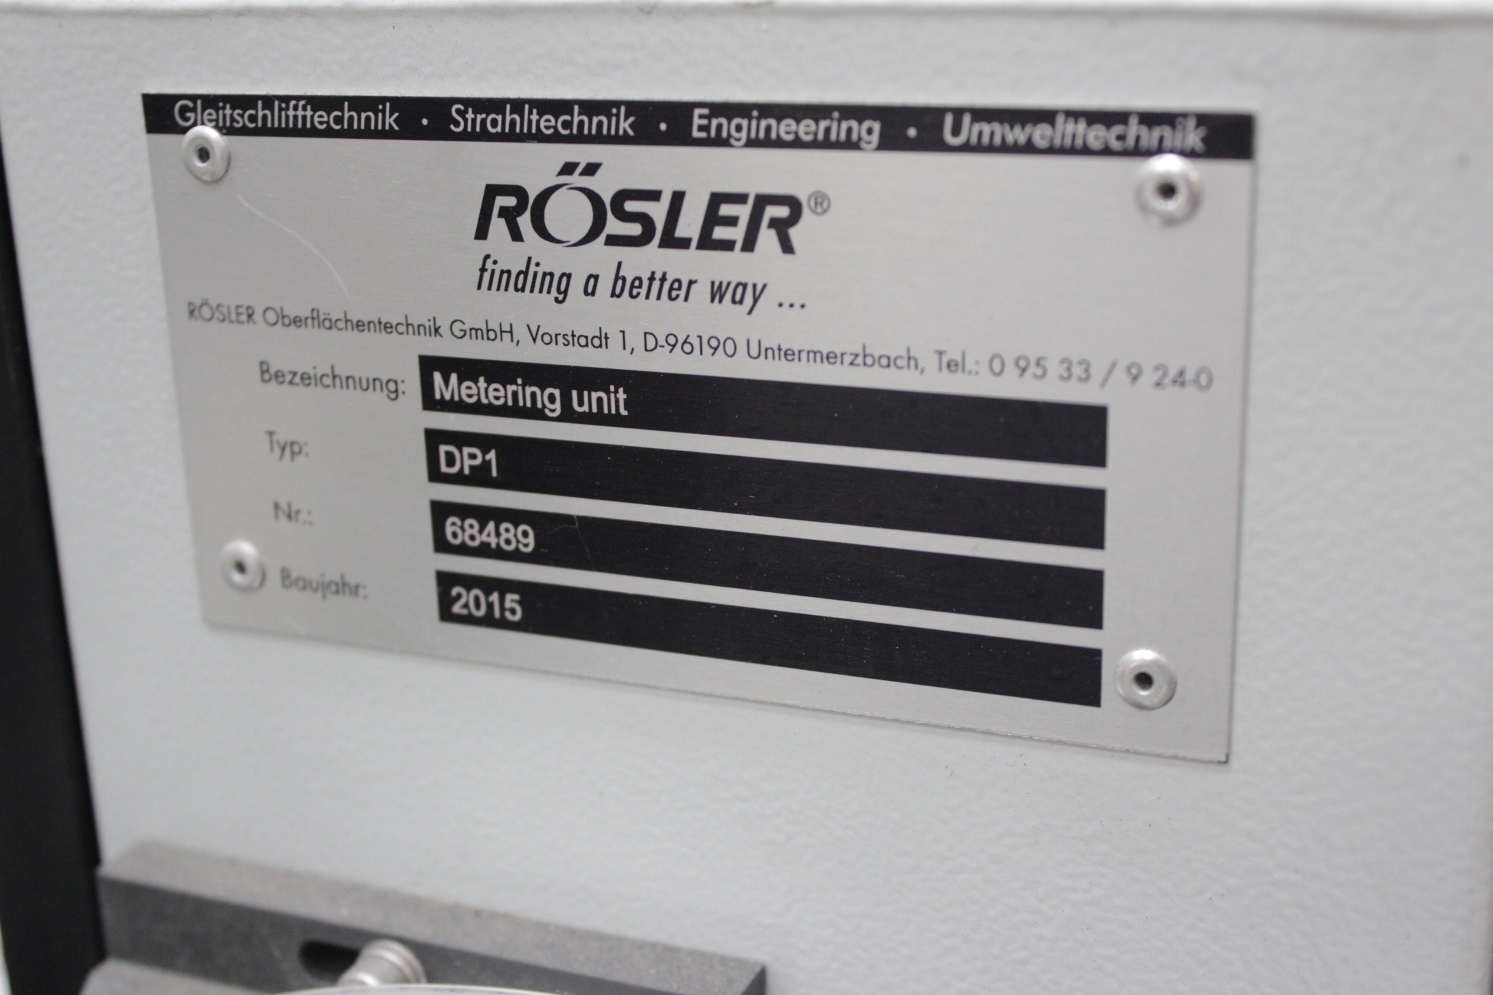 Gleitschlifftechnik · Strahltechnik · Engineering · Umwelttechnik
RÖSLER®
finding a better way ...
RÖSLER Oberflächentechnik GmbH, Vorstadt 1, D-96190 Untermerzbach, Tel.: 0 95 33 / 9 24-0
Bezeichnung: Metering unit
Typ: DP1
Nr.: 68489
Baujahr: 2015